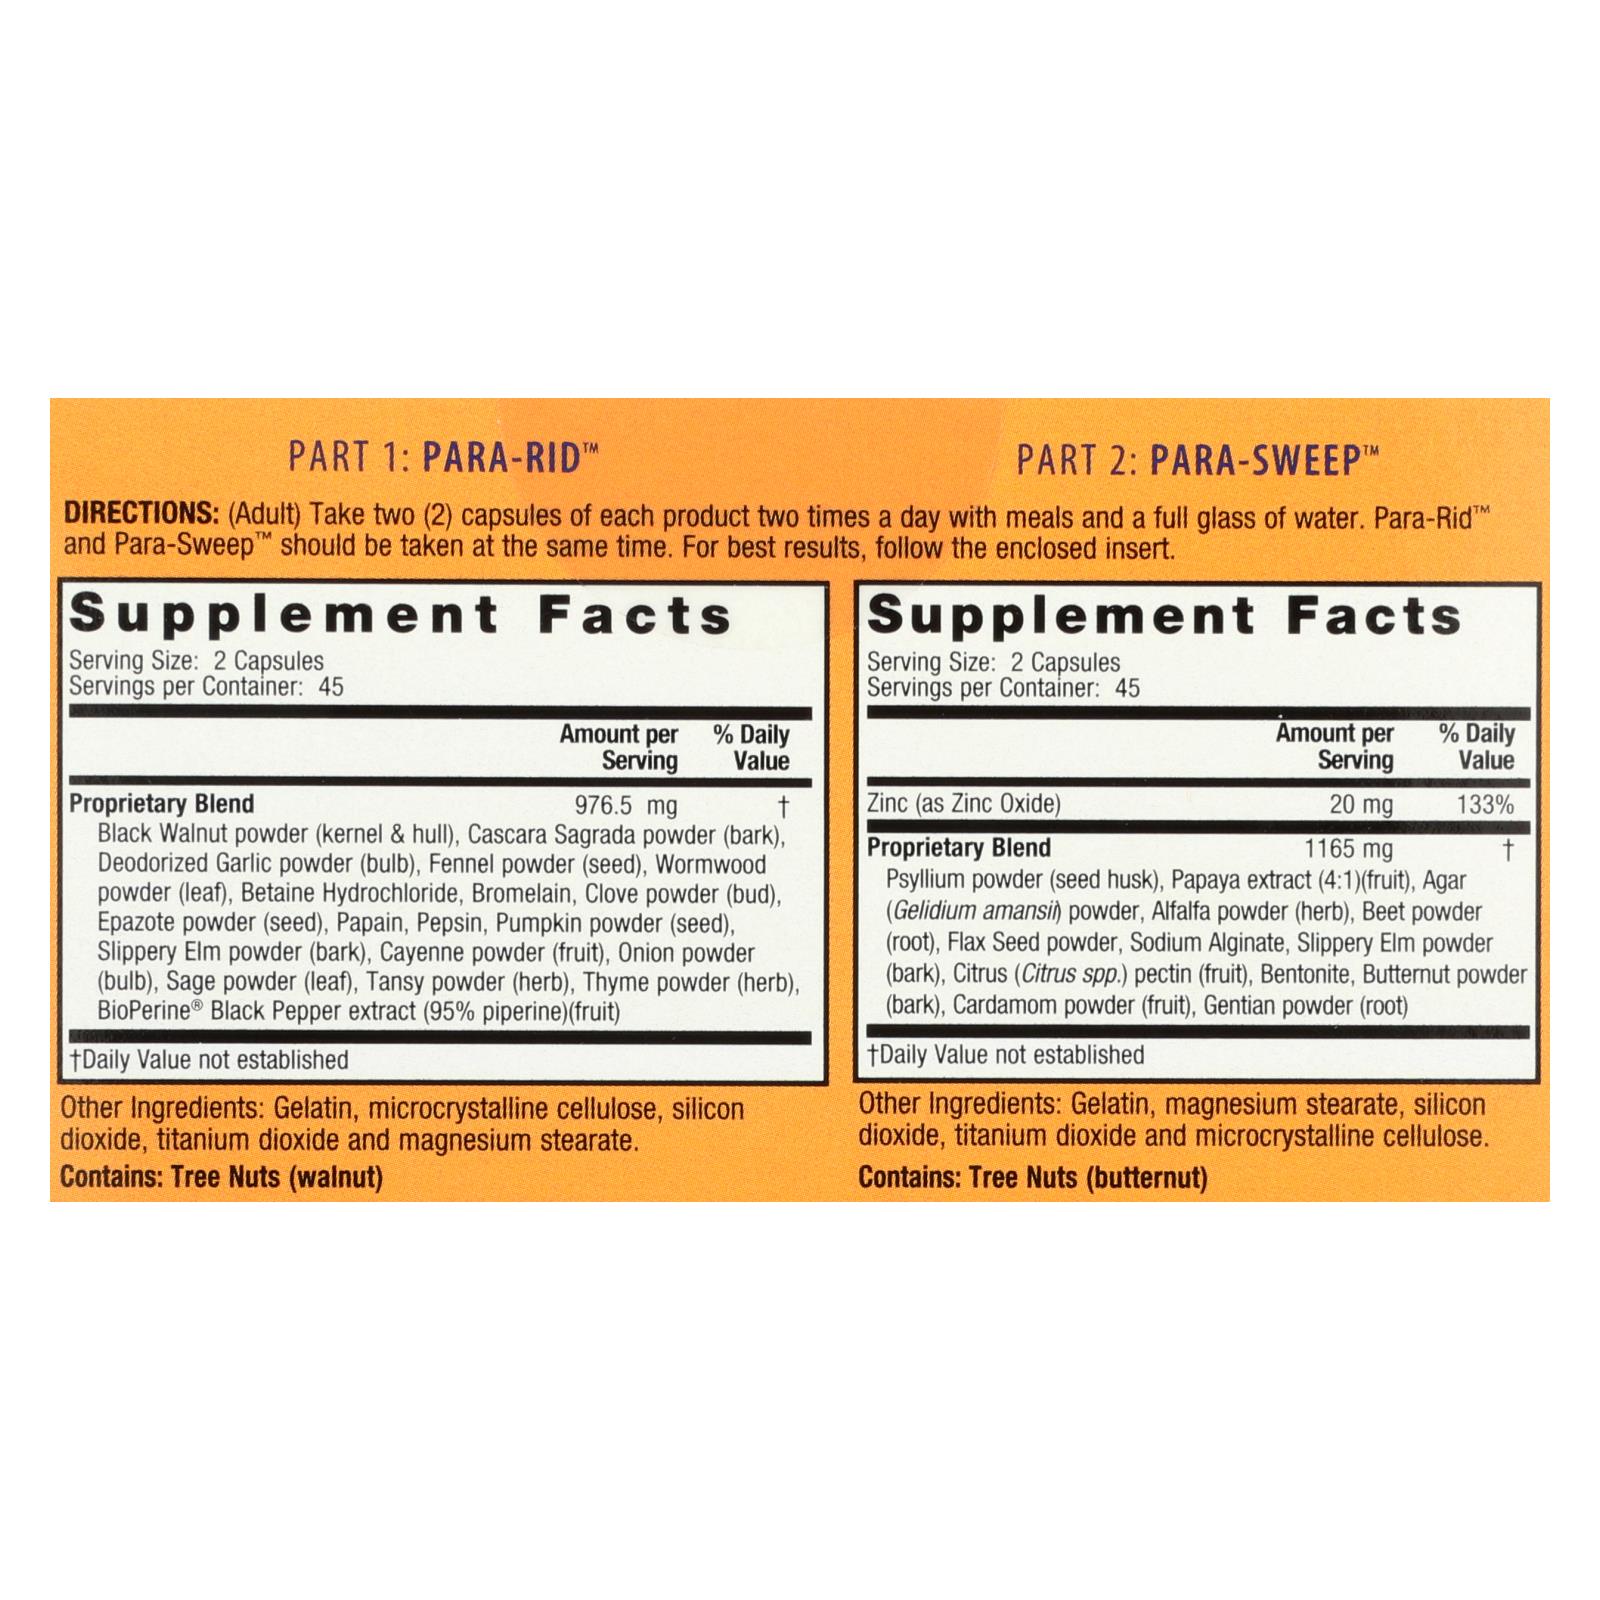 PART 1: PARA-RID™
PART 2: PARA-SWEEP™
DIRECTIONS: (Adult) Take two (2) capsules of each product two times a day with meals and a full glass of water. Para-Rid™
and Para-Sweep™ should be taken at the same time. For best results, follow the enclosed insert.
Supplement Facts
Serving Size: 2 Capsules
Servings per Container: 45
Amount per % Daily
Serving Value
Proprietary Blend 976.5 mg †
Black Walnut powder (kernel & hull), Cascara Sagrada powder (bark),
Deodorized Garlic powder (bulb), Fennel powder (seed), Wormwood
powder (leaf), Betaine Hydrochloride, Bromelain, Clove powder (bud),
Epazote powder (seed), Papain, Pepsin, Pumpkin powder (seed),
Slippery Elm powder (bark), Cayenne powder (fruit), Onion powder
(bulb), Sage powder (leaf), Tansy powder (herb), Thyme powder (herb),
BioPerine® Black Pepper extract (95% piperine)(fruit)
†Daily Value not established
Other Ingredients: Gelatin, microcrystalline cellulose, silicon
dioxide, titanium dioxide and magnesium stearate.
Contains: Tree Nuts (walnut)
Supplement Facts
Serving Size: 2 Capsules
Servings per Container: 45
Amount per % Daily
Serving Value
Zinc (as Zinc Oxide) 20 mg 133%
Proprietary Blend 1165 mg †
Psyllium powder (seed husk), Papaya extract (4:1)(fruit), Agar
(Gelidium amansii) powder, Alfalfa powder (herb), Beet powder
(root), Flax Seed powder, Sodium Alginate, Slippery Elm powder
(bark), Citrus (Citrus spp.) pectin (fruit), Bentonite, Butternut powder
(bark), Cardamom powder (fruit), Gentian powder (root)
†Daily Value not established
Other Ingredients: Gelatin, magnesium stearate, silicon
dioxide, titanium dioxide and microcrystalline cellulose.
Contains: Tree Nuts (butternut)